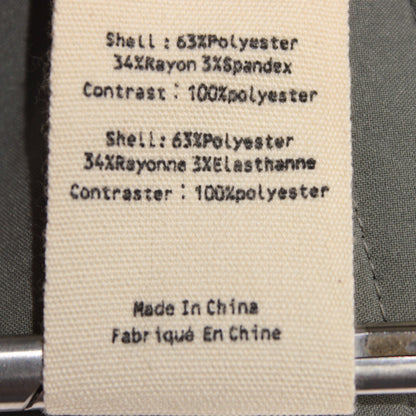 Shell : 63%Polyester
34%Rayon 3%Spandex
Contrast : 100%polyester
Shell : 63%Polyester
34%Rayonne 3%Elasthanne
Contraster : 100%polyester
Made In China
Fabriqué En Chine